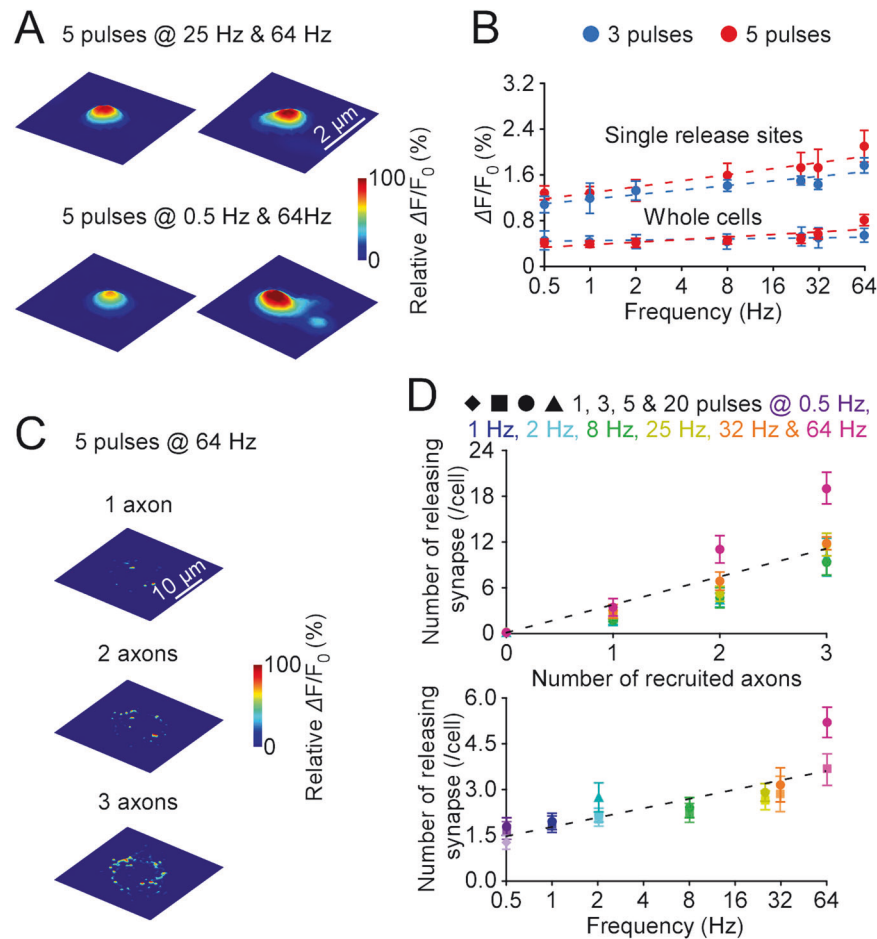 A
5 pulses @ 25 Hz & 64 Hz
2 μm
5 pulses @ 0.5 Hz & 64Hz
100
0
Relative ΔF/F0 (%)
B
3 pulses
5 pulses
3.2
2.4
1.6
0.8
0
ΔF/F0 (%)
Single release sites
Whole cells
0.5 1 2 4 8 16 32 64
Frequency (Hz)
C
5 pulses @ 64 Hz
1 axon
10 μm
2 axons
100
0
Relative ΔF/F0 (%)
3 axons
D
1, 3, 5 & 20 pulses @ 0.5 Hz,
1 Hz, 2 Hz, 8 Hz, 25 Hz, 32 Hz & 64 Hz
24
18
12
6
0
Number of releasing
synapse (/cell)
0 1 2 3
Number of recruited axons
6.0
4.5
3.0
1.5
0.0
Number of releasing
synapse (/cell)
0.5 1 2 4 8 16 32 64
Frequency (Hz)